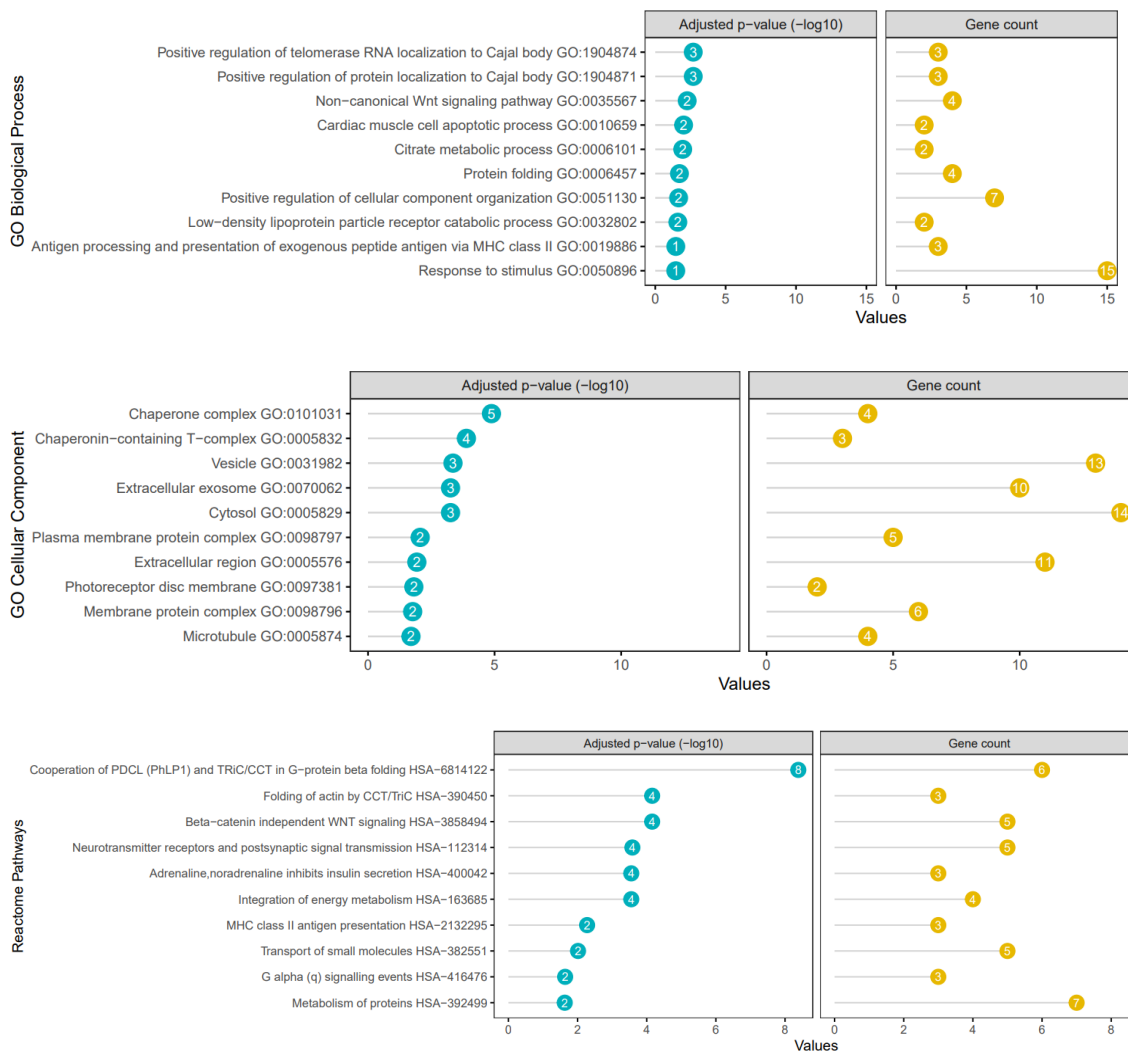 GO Biological Process
Adjusted p−value (−log10)
Gene count
Positive regulation of telomerase RNA localization to Cajal body GO:1904874 3 3
Positive regulation of protein localization to Cajal body GO:1904871 3 3
Non−canonical Wnt signaling pathway GO:0035567 2 4
Cardiac muscle cell apoptotic process GO:0010659 2 2
Citrate metabolic process GO:0006101 2 2
Protein folding GO:0006457 2 4
Positive regulation of cellular component organization GO:0051130 2 7
Low−density lipoprotein particle receptor catabolic process GO:0032802 2 2
Antigen processing and presentation of exogenous peptide antigen via MHC class II GO:0019886 1 3
Response to stimulus GO:0050896 1 15
0 5 10 15 0 5 10 15
Values
GO Cellular Component
Adjusted p−value (−log10)
Gene count
Chaperone complex GO:0101031 5 4
Chaperonin−containing T−complex GO:0005832 4 3
Vesicle GO:0031982 3 13
Extracellular exosome GO:0070062 3 10
Cytosol GO:0005829 3 14
Plasma membrane protein complex GO:0098797 2 5
Extracellular region GO:0005576 2 11
Photoreceptor disc membrane GO:0097381 2 2
Membrane protein complex GO:0098796 2 6
Microtubule GO:0005874 2 4
0 5 10 0 5 10
Values
Reactome Pathways
Adjusted p−value (−log10)
Gene count
Cooperation of PDCL (PhLP1) and TRiC/CCT in G−protein beta folding HSA−6814122 8 6
Folding of actin by CCT/TriC HSA−390450 4 3
Beta−catenin independent WNT signaling HSA−3858494 4 5
Neurotransmitter receptors and postsynaptic signal transmission HSA−112314 4 5
Adrenaline,noradrenaline inhibits insulin secretion HSA−400042 4 3
Integration of energy metabolism HSA−163685 4 4
MHC class II antigen presentation HSA−2132295 2 3
Transport of small molecules HSA−382551 2 5
G alpha (q) signalling events HSA−416476 2 3
Metabolism of proteins HSA−392499 2 7
0 2 4 6 8 0 2 4 6 8
Values